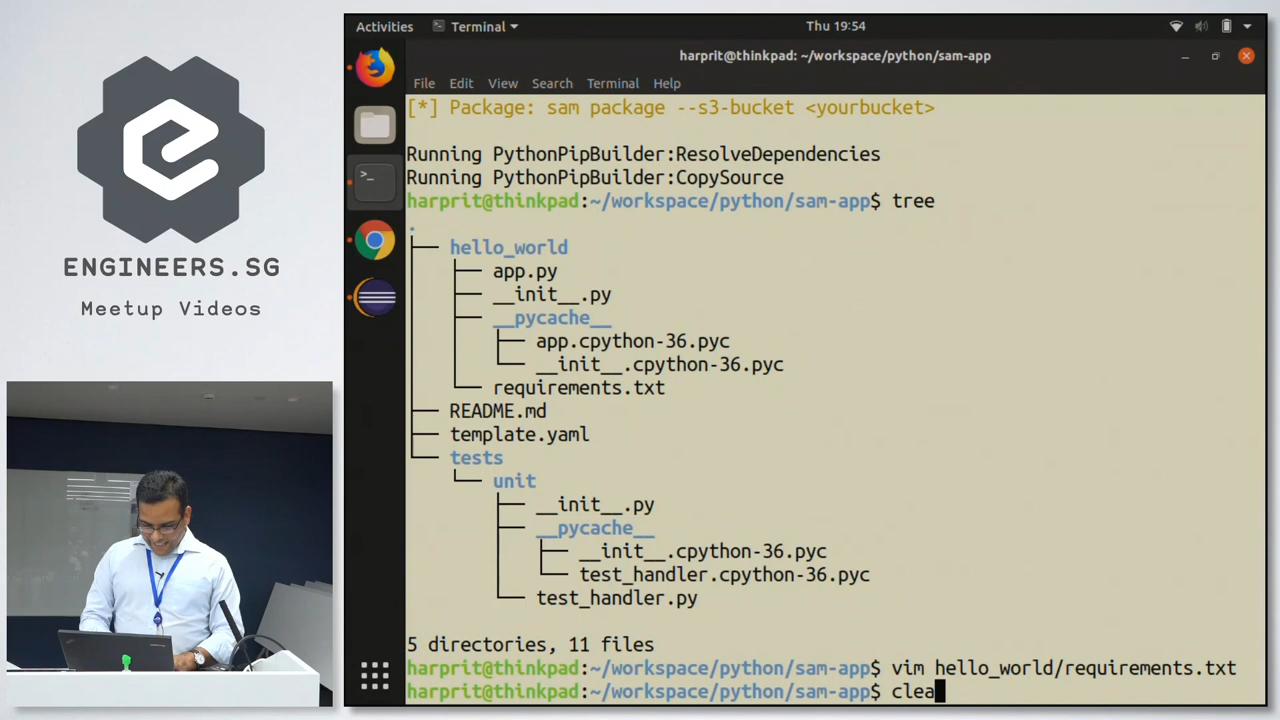 ENGINEERS.SG
Meetup Videos
Activities
Terminal
Thu 19:54
harprit@thinkpad: ~/workspace/python/sam-app
File Edit View Search Terminal Help
[*] Package: sam package --s3-bucket <yourbucket>
Running PythonPipBuilder:ResolveDependencies
Running PythonPipBuilder:CopySource
harprit@thinkpad:~/workspace/python/sam-app$ tree
.
├── hello_world
│   ├── app.py
│   ├── __init__.py
│   ├── __pycache__
│   │   ├── app.cpython-36.pyc
│   │   └── __init__.cpython-36.pyc
│   └── requirements.txt
├── README.md
├── template.yaml
└── tests
    └── unit
        ├── __init__.py
        ├── __pycache__
        │   ├── __init__.cpython-36.pyc
        │   └── test_handler.cpython-36.pyc
        └── test_handler.py
5 directories, 11 files
harprit@thinkpad:~/workspace/python/sam-app$ vim hello_world/requirements.txt
harprit@thinkpad:~/workspace/python/sam-app$ clea